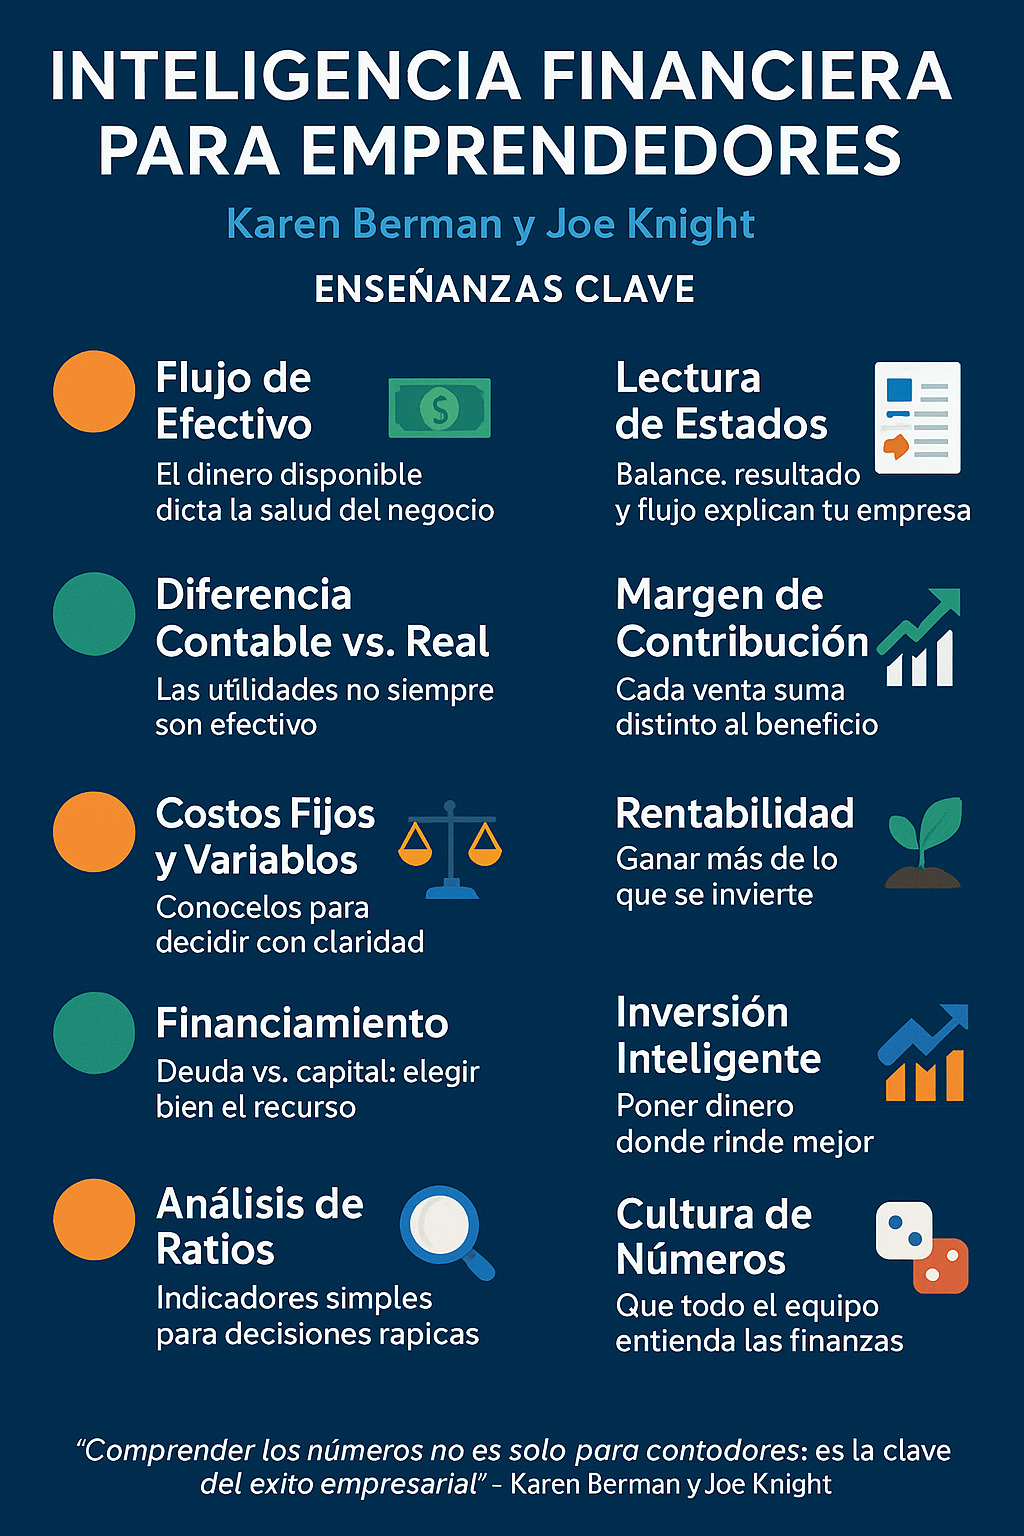 INTELIGENCIA FINANCIERA
PARA EMPRENDEDORES
Karen Berman y Joe Knight
ENSEŃANZAS CLAVE
Flujo de
Efectivo
El dinero disponible
dicta la salud del negocio
Lectura
de Estados
Balance. resultado
y flujo explican tu empresa
Diferencia
Contable vs. Real
Las utilidades no siempre
son efectivo
Margen de
Contribución
Cada venta suma
distinto al beneficio
Costos Fijos
y Variablos
Conocelos para
decidir con claridad
Rentabilidad
Ganar más de lo
que se invierte
Financiamiento
Deuda vs. capital: elegir
bien el recurso
Inversión
Inteligente
Poner dinero
donde rinde mejor
Análisis de
Ratios
Indicadores simples
para decisiones rapicas
Cultura de
Números
Que todo el equipo
entienda las finanzas
“Comprender los números no es solo para contodores: es la clave
del exito empresarial” - Karen Berman y Joe Knight